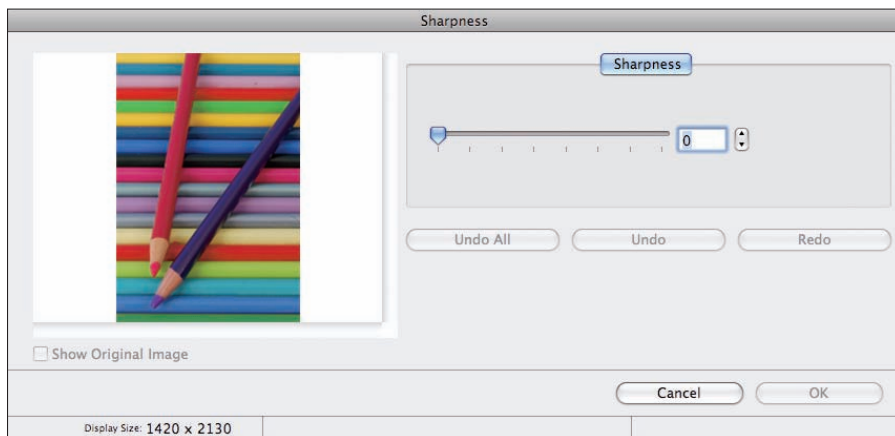 Sharpness
Sharpness
0
Undo All
Undo
Redo
Show Original Image
Cancel
OK
Display Size: 1420 x 2130